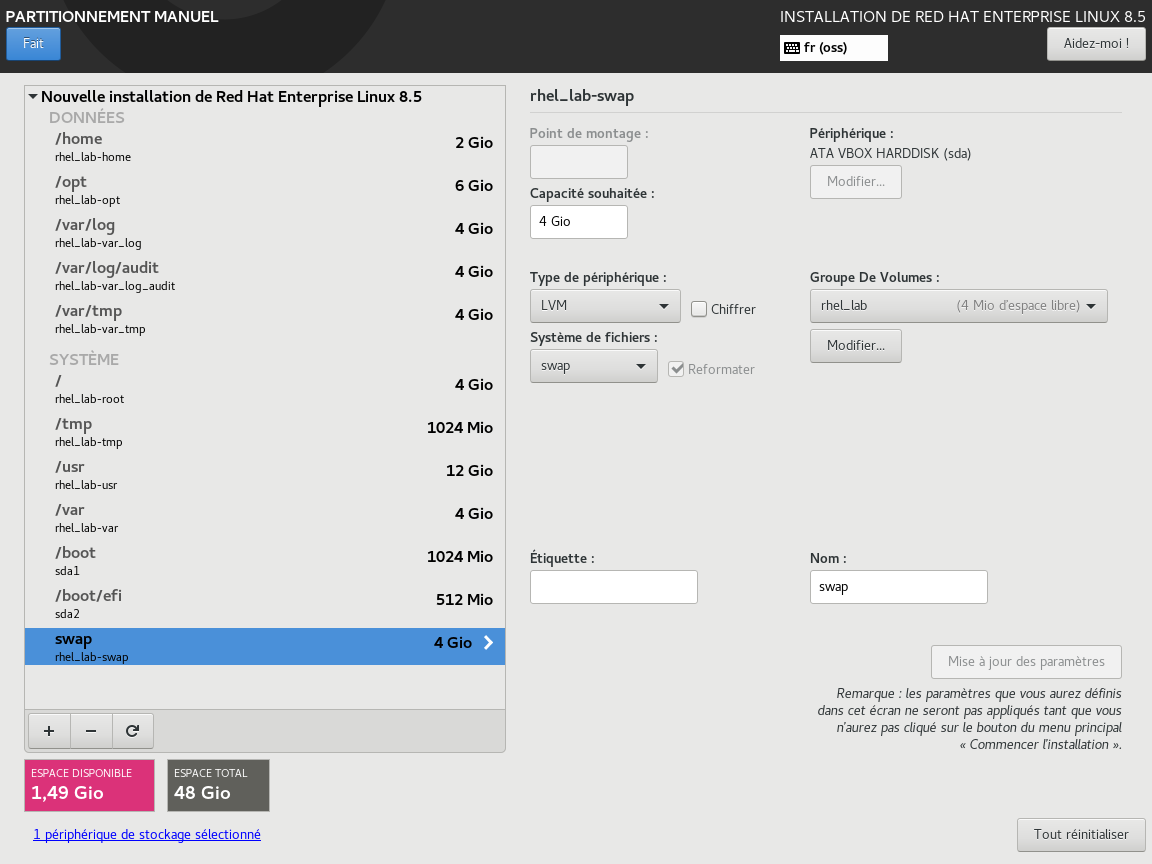 PARTITIONNEMENT MANUEL
INSTALLATION DE RED HAT ENTERPRISE LINUX 8.5
Fait
fr (oss)
Aidez-moi !
Nouvelle installation de Red Hat Enterprise Linux 8.5
DONNÉES
/home 2 Gio
rhel_lab-home
/opt 6 Gio
rhel_lab-opt
/var/log 4 Gio
rhel_lab-var_log
/var/log/audit 4 Gio
rhel_lab-var_log_audit
/var/tmp 4 Gio
rhel_lab-var_tmp
SYSTÈME
/ 4 Gio
rhel_lab-root
/tmp 1024 Mio
rhel_lab-tmp
/usr 12 Gio
rhel_lab-usr
/var 4 Gio
rhel_lab-var
/boot 1024 Mio
sda1
/boot/efi 512 Mio
sda2
swap 4 Gio
rhel_lab-swap
+ −
ESPACE DISPONIBLE
1,49 Gio
ESPACE TOTAL
48 Gio
1 périphérique de stockage sélectionné
rhel_lab-swap
Point de montage :
Capacité souhaitée :
4 Gio
Périphérique :
ATA VBOX HARDDISK (sda)
Modifier...
Type de périphérique :
LVM
Chiffrer
Système de fichiers :
swap
Reformater
Groupe De Volumes :
rhel_lab (4 Mio d'espace libre)
Modifier...
Étiquette :
Nom :
swap
Mise à jour des paramètres
Remarque : les paramètres que vous aurez définis
dans cet écran ne seront pas appliqués tant que vous
n'aurez pas cliqué sur le bouton du menu principal
« Commencer l'installation ».
Tout réinitialiser